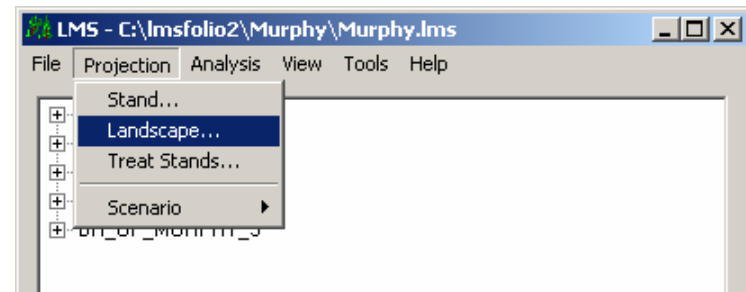 LMS - C:\lmsfolio2\Murphy\Murphy.lms
File Projection Analysis View Tools Help
Stand...
Landscape...
Treat Stands...
Scenario